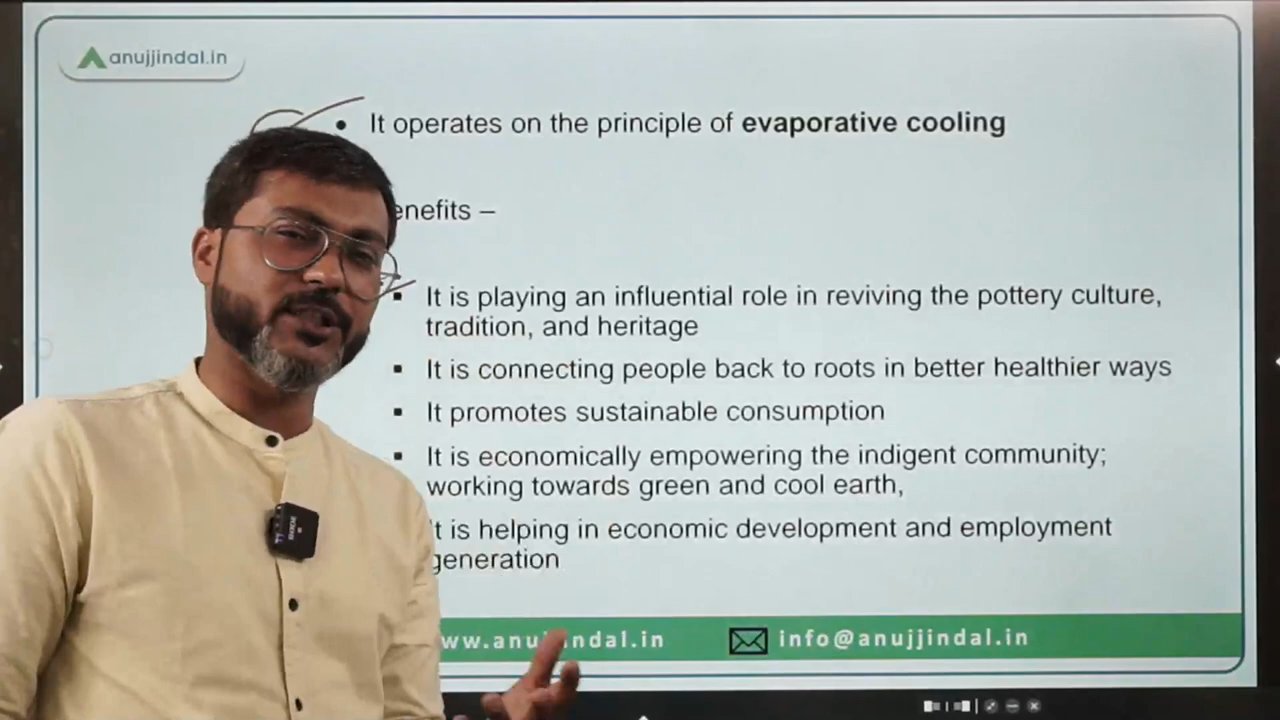 anujjindal.in
• It operates on the principle of evaporative cooling
enefits –
▪ It is playing an influential role in reviving the pottery culture,
tradition, and heritage
▪ It is connecting people back to roots in better healthier ways
▪ It promotes sustainable consumption
▪ It is economically empowering the indigent community;
working towards green and cool earth,
t is helping in economic development and employment
generation
ww.anujjindal.in
info@anujjindal.in